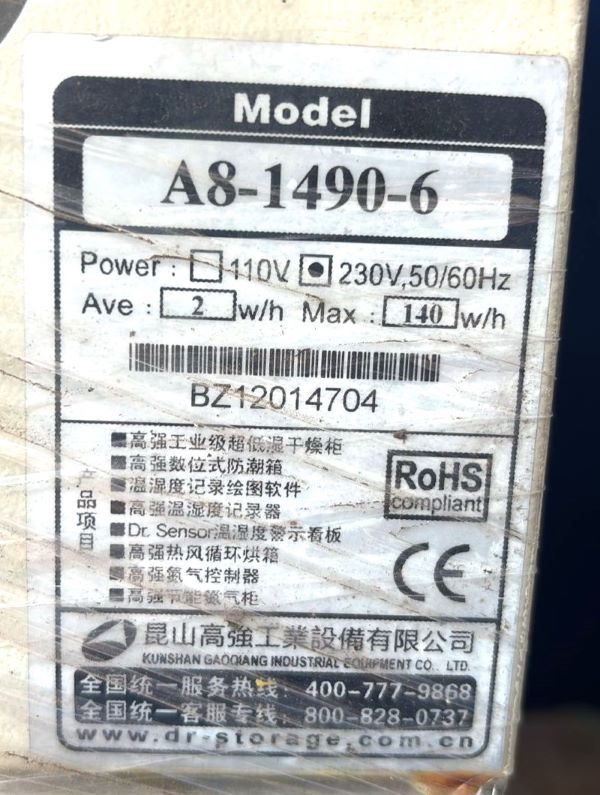 Model
A8-1490-6
Power : 110V 230V,50/60Hz
Ave : 2 w/h Max : 140 w/h
BZ12014704
产品项目
高强工业级超低湿干燥柜
高强数位式防潮箱
温湿度记录绘图软件
高强温湿度记录器
Dr. Sensor温湿度警示看板
高强热风循环烘箱
高强氮气控制器
高强节能氮气柜
RoHS
compliant
CE
昆山高強工業設備有限公司
KUNSHAN GAOQIANG INDUSTRIAL EQUIPMENT CO., LTD.
全国统一服务热线：400-777-9868
全国统一客服专线：800-828-0737
www.dr-storage.com.cn